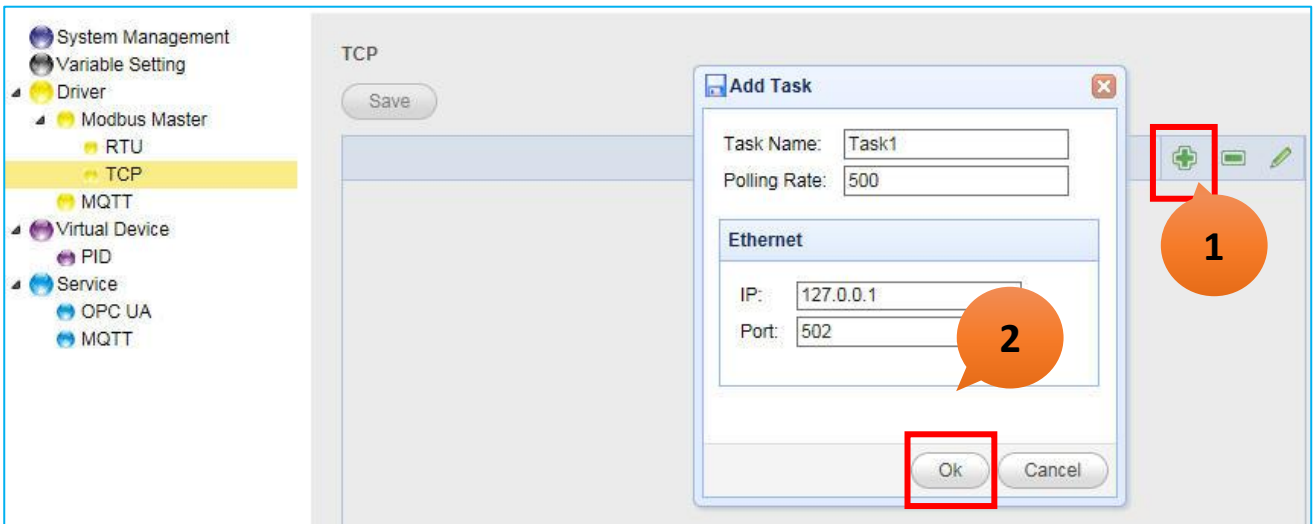 System Management
Variable Setting
Driver
Modbus Master
RTU
TCP
MQTT
Virtual Device
PID
Service
OPC UA
MQTT
TCP
Save
Add Task
Task Name: Task1
Polling Rate: 500
Ethernet
IP: 127.0.0.1
Port: 502
Ok Cancel
1
2